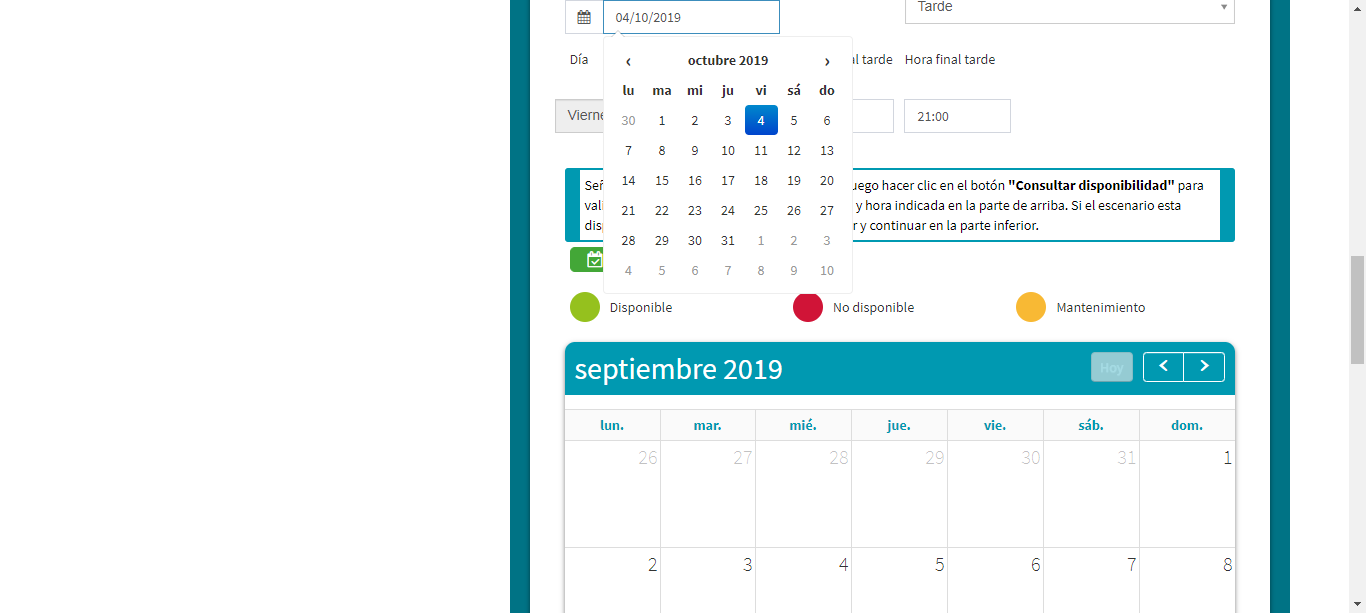 04/10/2019
Tarde
Día
al tarde
Hora final tarde
‹ octubre 2019 ›
lu ma mi ju vi sá do
30 1 2 3 4 5 6
7 8 9 10 11 12 13
14 15 16 17 18 19 20
21 22 23 24 25 26 27
28 29 30 31 1 2 3
4 5 6 7 8 9 10
Vierne
21:00
Señ uego hacer clic en el botón "Consultar disponibilidad" para
vali y hora indicada en la parte de arriba. Si el escenario esta
disp r y continuar en la parte inferior.
Disponible No disponible Mantenimiento
septiembre 2019 Hoy
lun. mar. mié. jue. vie. sáb. dom.
26 27 28 29 30 31 1
2 3 4 5 6 7 8